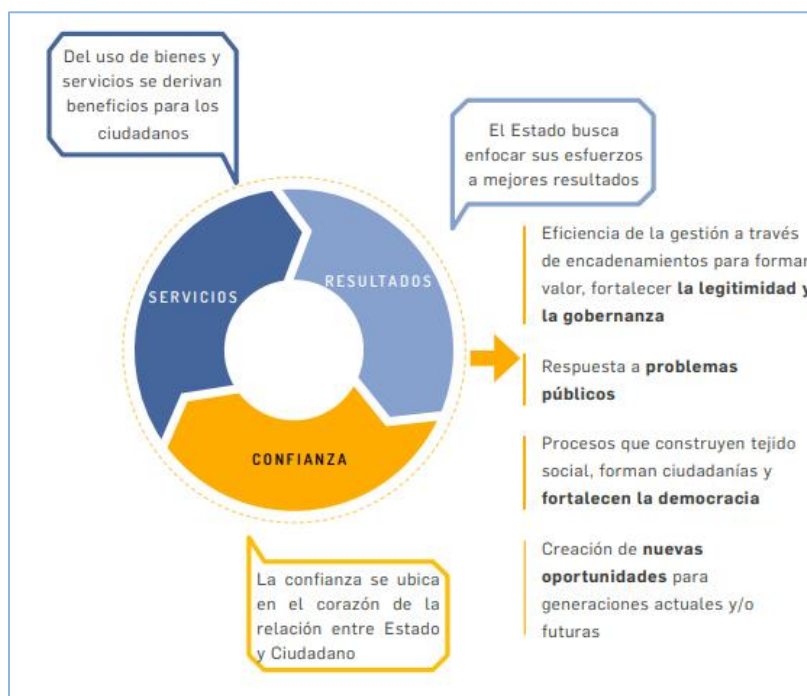 Del uso de bienes y
servicios se derivan
beneficios para los
ciudadanos
El Estado busca
enfocar sus esfuerzos
a mejores resultados
SERVICIOS
RESULTADOS
CONFIANZA
Eficiencia de la gestión a través
de encadenamientos para formar
valor, fortalecer la legitimidad y
la gobernanza
Respuesta a problemas
públicos
Procesos que construyen tejido
social, forman ciudadanías y
fortalecen la democracia
Creación de nuevas
oportunidades para
generaciones actuales y/o
futuras
La confianza se ubica
en el corazón de la
relación entre Estado
y Ciudadano